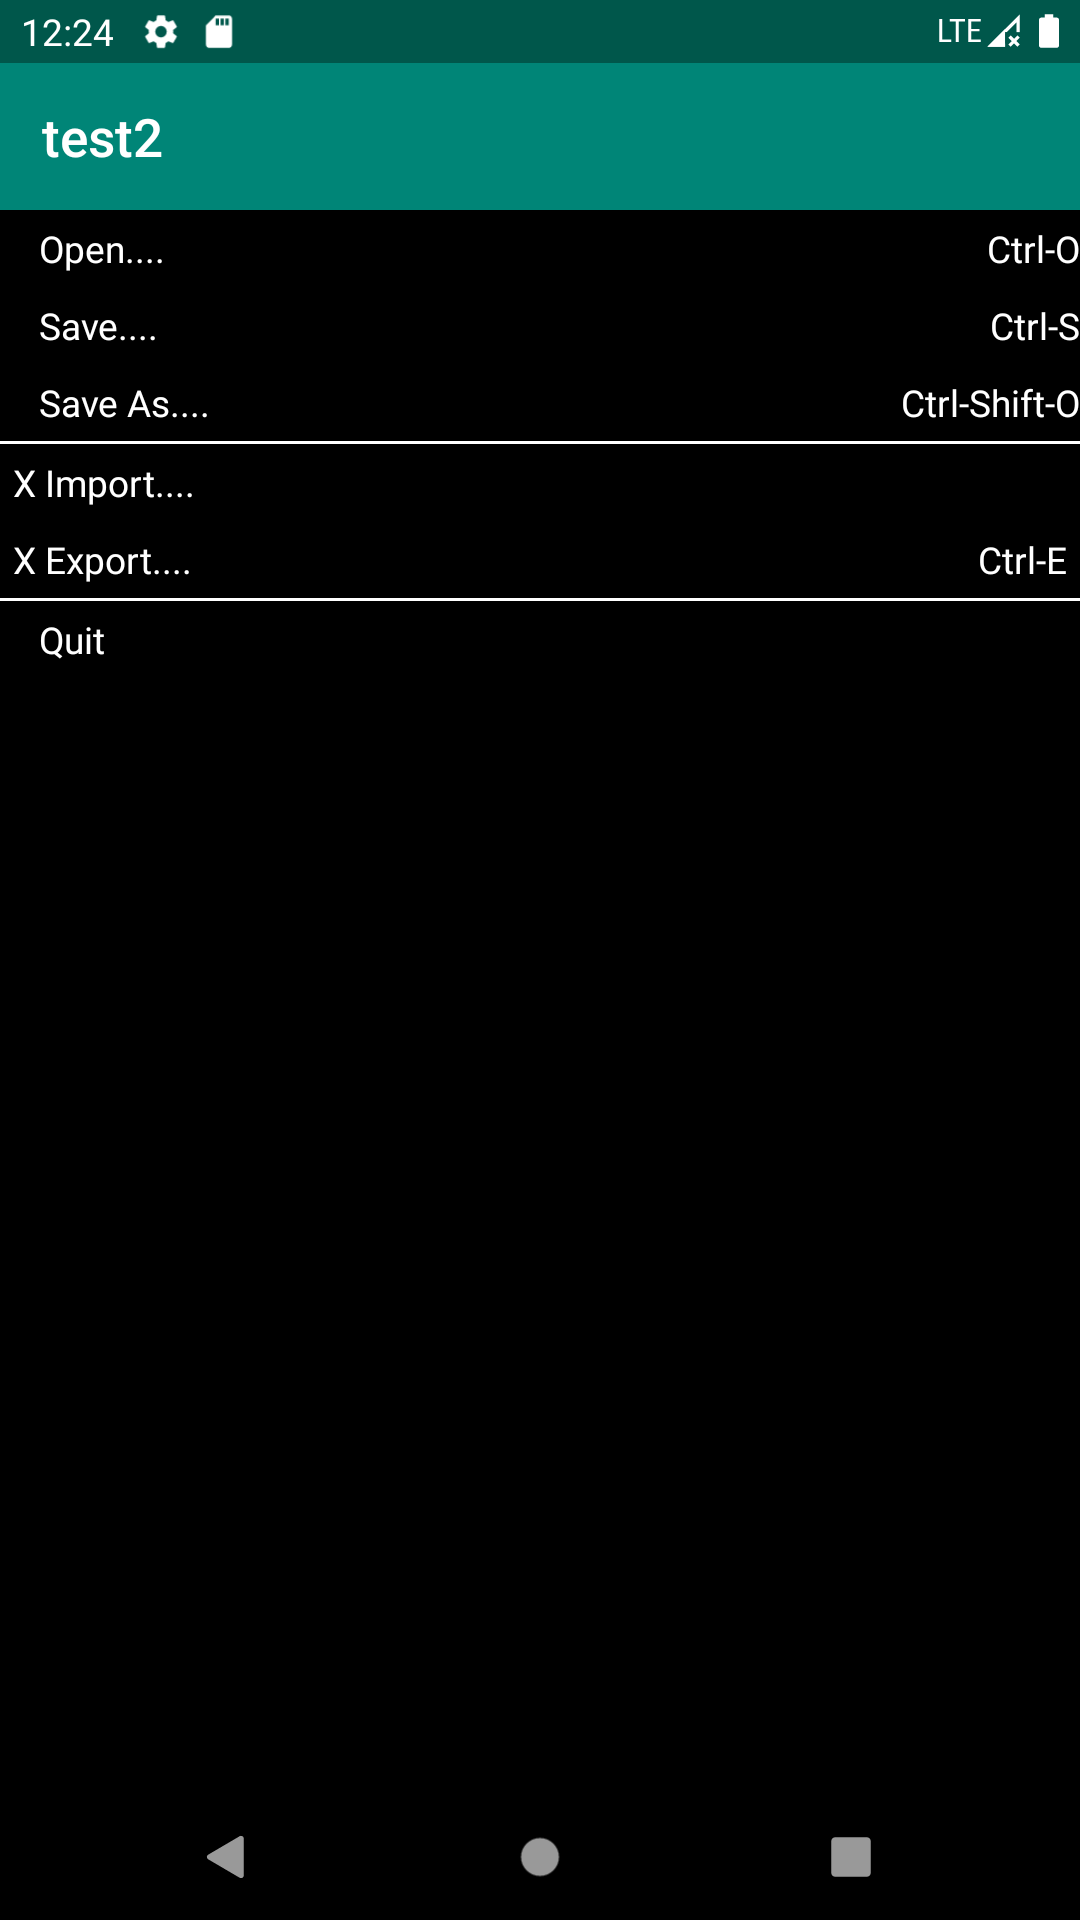 12:24 LTE
test2
Open.... Ctrl-O
Save.... Ctrl-S
Save As.... Ctrl-Shift-O
X Import....
X Export.... Ctrl-E
Quit